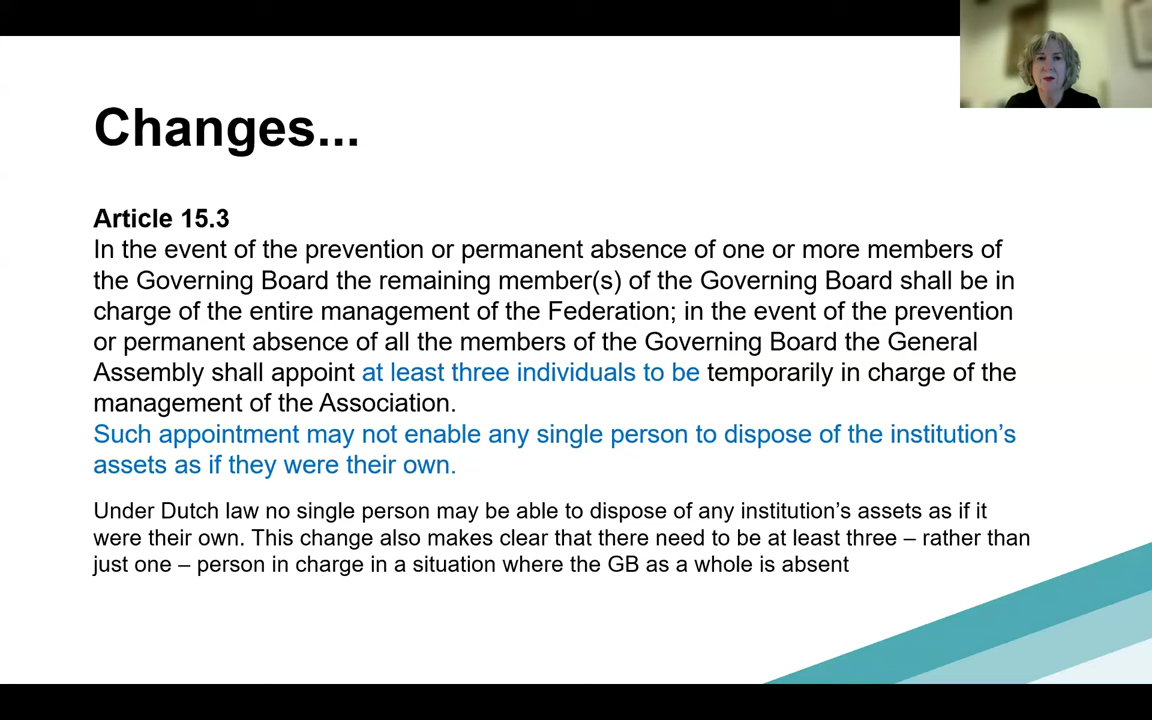 Changes...
Article 15.3
In the event of the prevention or permanent absence of one or more members of
the Governing Board the remaining member(s) of the Governing Board shall be in
charge of the entire management of the Federation; in the event of the prevention
or permanent absence of all the members of the Governing Board the General
Assembly shall appoint at least three individuals to be temporarily in charge of the
management of the Association.
Such appointment may not enable any single person to dispose of the institution’s
assets as if they were their own.
Under Dutch law no single person may be able to dispose of any institution’s assets as if it
were their own. This change also makes clear that there need to be at least three – rather than
just one – person in charge in a situation where the GB as a whole is absent